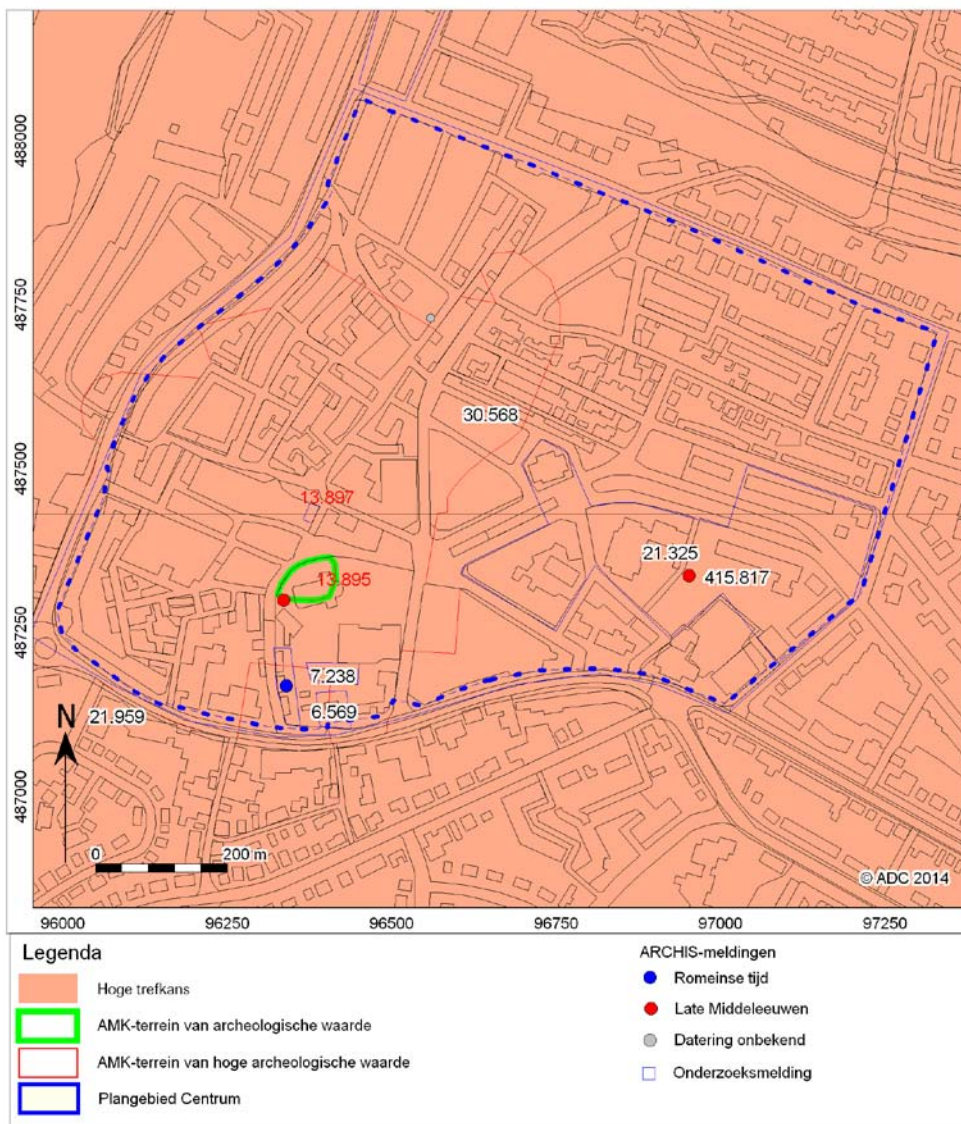 488000
487750
487500
487250
487000
30.568
13.897
21.325
13.895
415.817
7.238
6.569
21.959
N
0 200 m
© ADC 2014
96000 96250 96500 96750 97000 97250
Legenda
Hoge trefkans
AMK-terrein van archeologische waarde
AMK-terrein van hoge archeologische waarde
Plangebied Centrum
ARCHIS-meldingen
Romeinse tijd
Late Middeleeuwen
Datering onbekend
Onderzoeksmelding